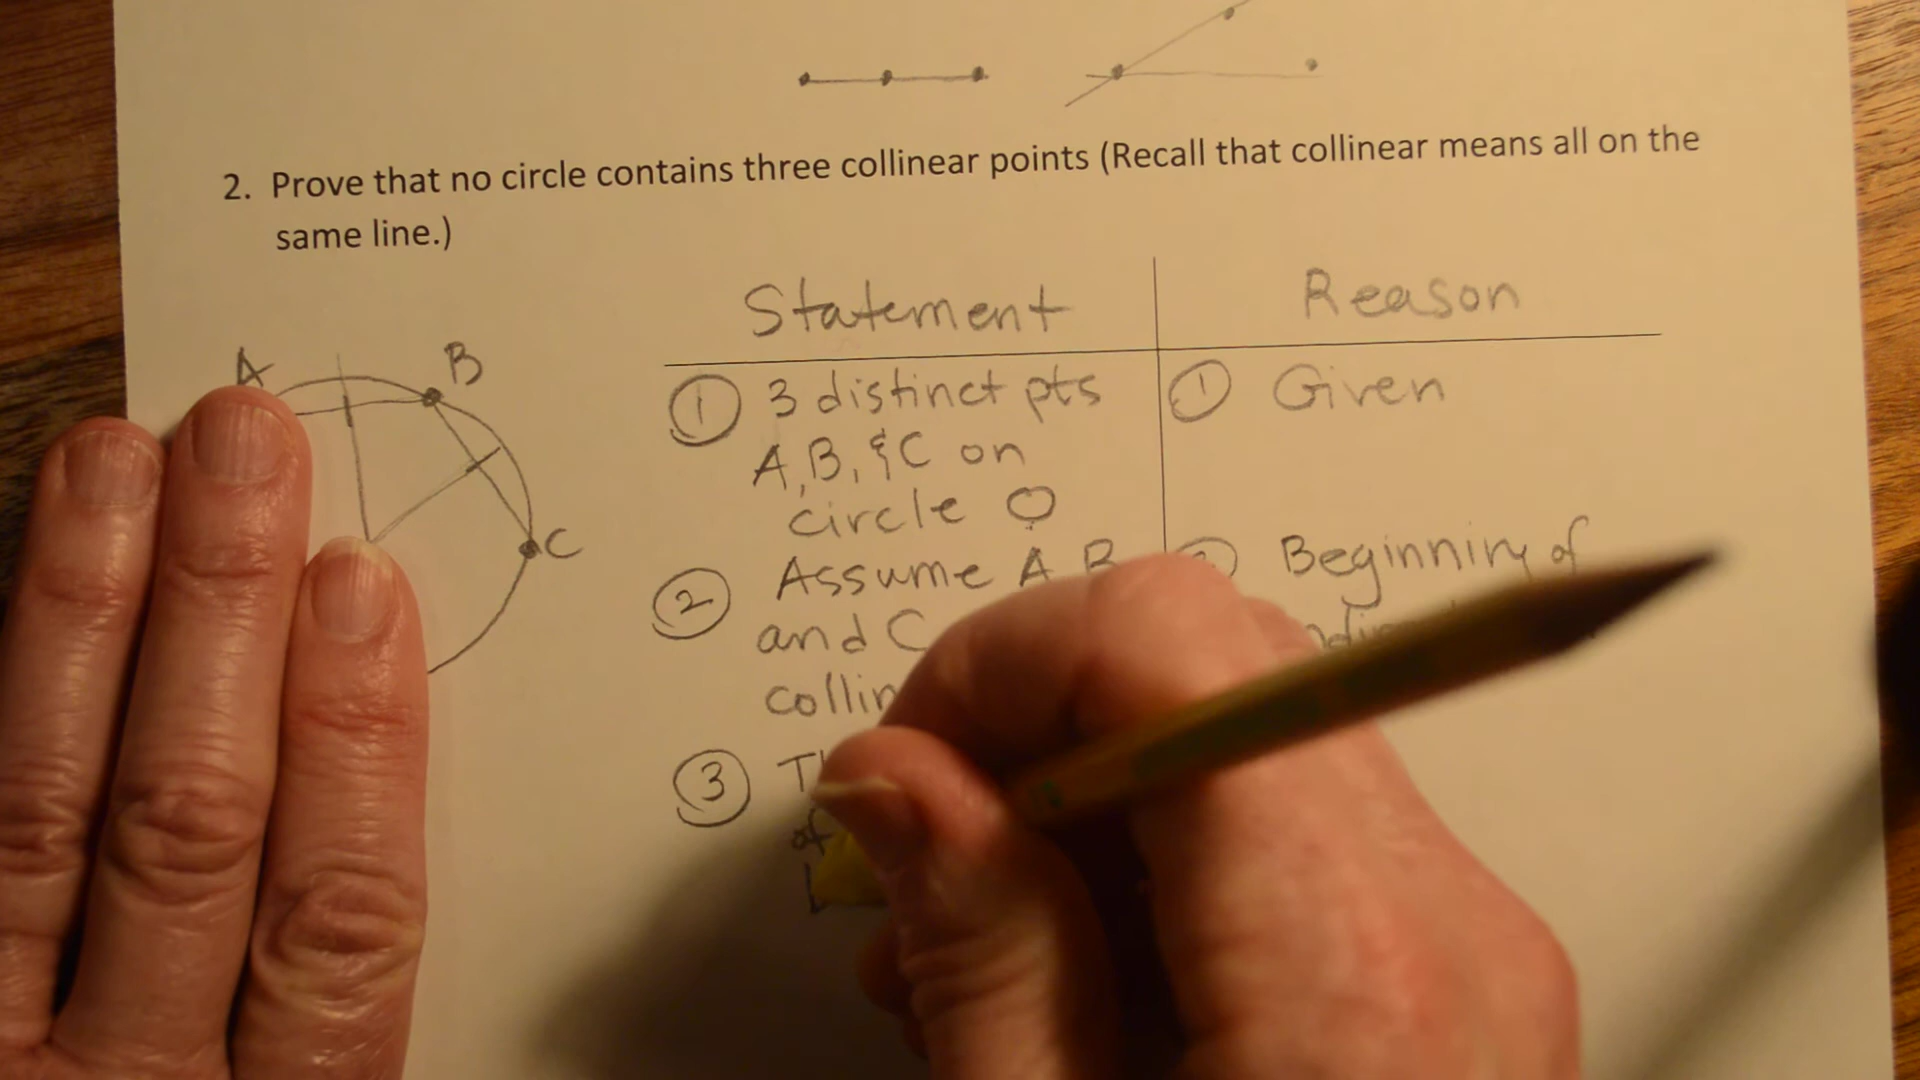 2. Prove that no circle contains three collinear points (Recall that collinear means all on the
same line.)
Statement Reason
A B
① 3 distinct pts ① Given
A, B, & C on
circle O
C
② Assume A B Beginning of
and C
③
of